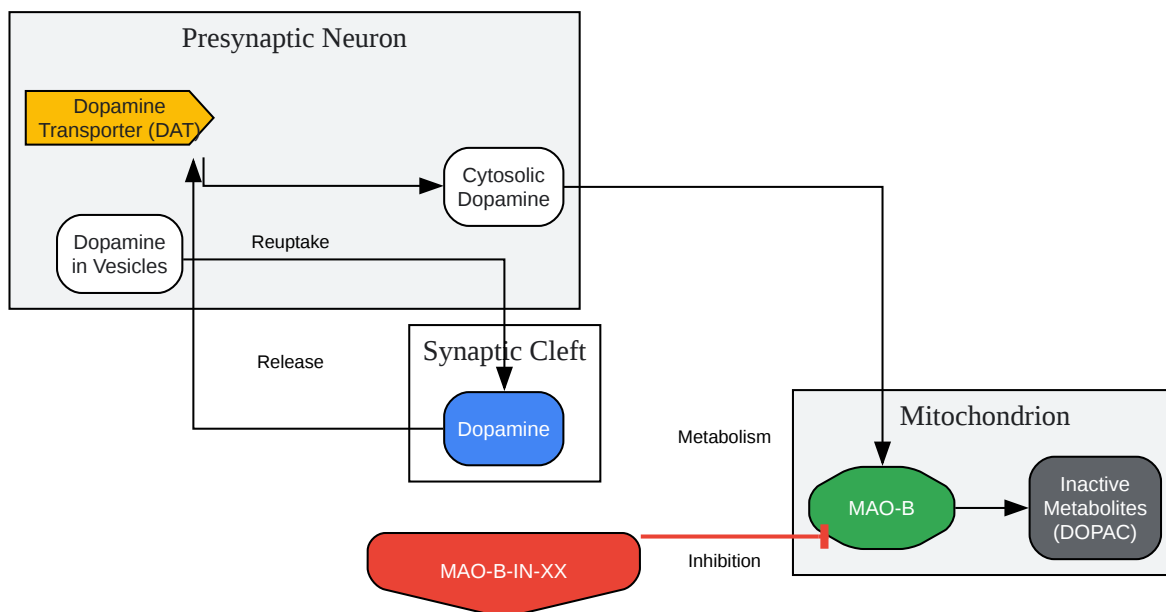 Presynaptic Neuron
Dopamine
Transporter (DAT)
Cytosolic
Dopamine
Dopamine
in Vesicles
Reuptake
Release
Synaptic Cleft
Dopamine
Metabolism
Mitochondrion
MAO-B
Inactive
Metabolites
(DOPAC)
MAO-B-IN-XX
Inhibition